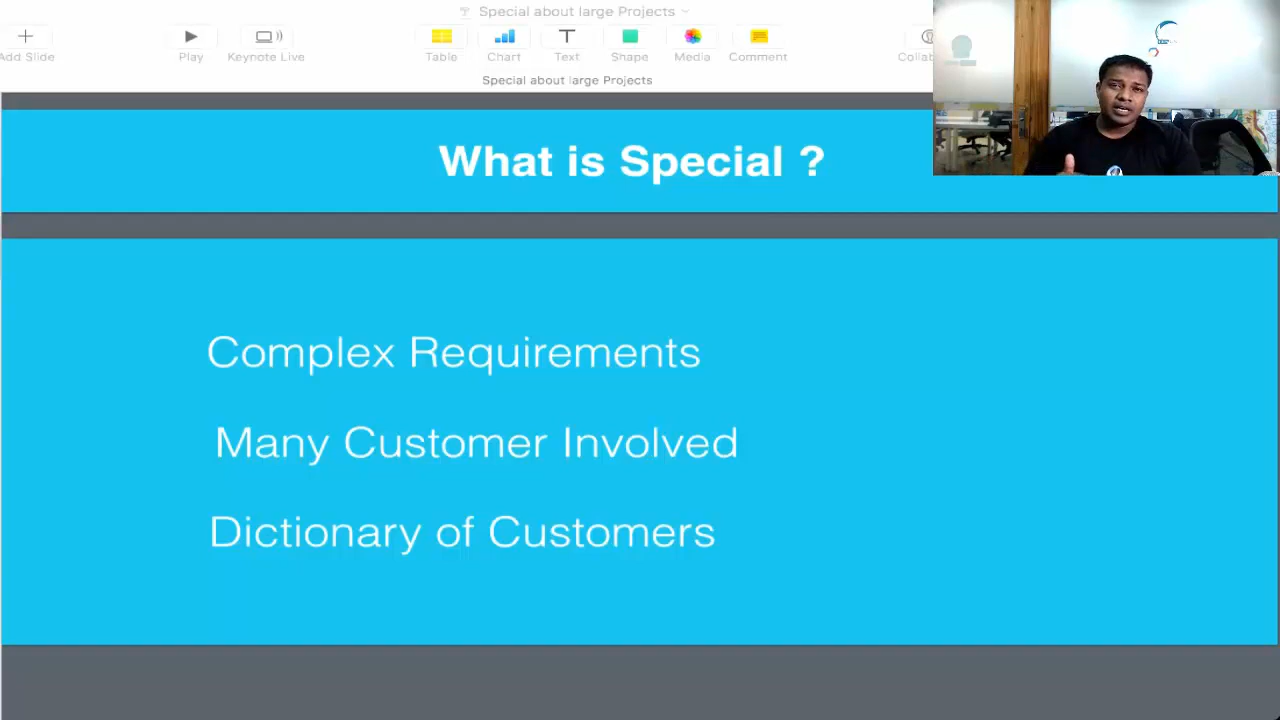 Special about large Projects
Add Slide
Play
Keynote Live
Table
Chart
Text
Shape
Media
Comment
Special about large Projects
What is Special ?
Complex Requirements
Many Customer Involved
Dictionary of Customers